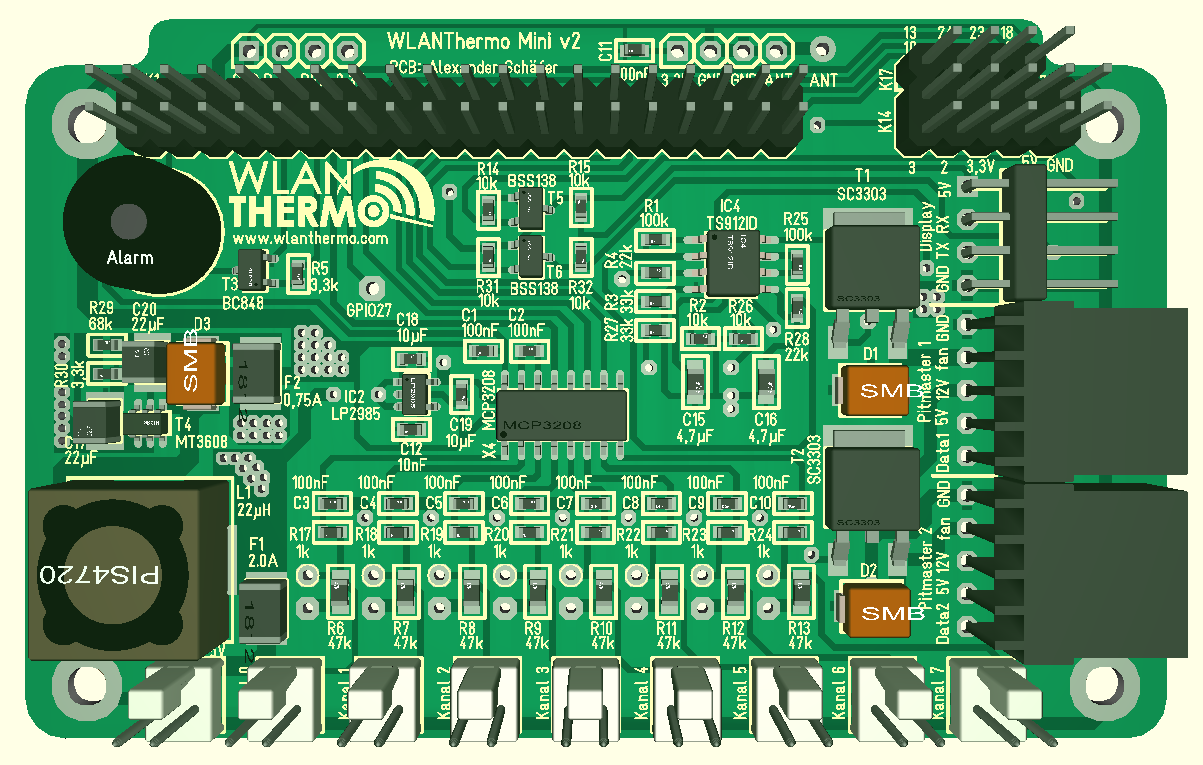 WLANThermo Mini v2
PCB: Alexander Schäfer
C11
13
K17
K14
3
2
3,3V
5V
GND
ANT
WLAN
THERMO
www.wlanthermo.com
Alarm
R14
10k
BSS138
T5
R15
10k
R31
10k
T6
BSS138
R32
10k
T3
BC848
R5
3,3k
GPIO27
R1
100k
R4
22k
R3
33k
R27
33k
IC4
TS912ID
R25
100k
R2
10k
R26
10k
R28
22k
C15
4,7µF
C16
4,7µF
T1
SC3303
SC3303
D1
SMB
T2
SC3303
SC3303
D2
SMB
Display
5V
RX
TX
GND
Pitmaster 1
GND
fan
12V
5V
Data1
Pitmaster 2
GND
fan
12V
5V
Data2
R29
68k
C20
22µF
D3
SMB
R30
3,3k
F2
0,75A
T4
MT3608
22µF
L1
22µH
PIS4720
F1
2.0A
C18
10µF
IC2
LP2985
C19
10µF
C12
10nF
C1
100nF
C2
100nF
X4
MCP3208
MCP3208
100nF
100nF
100nF
100nF
100nF
100nF
100nF
100nF
C3
C4
C5
C6
C7
C8
C9
C10
R17
R18
R19
R20
R21
R22
R23
R24
1k
1k
1k
1k
1k
1k
1k
1k
R6
R7
R8
R9
R10
R11
R12
R13
47k
47k
47k
47k
47k
47k
47k
47k
Kanal 2
Kanal 3
Kanal 4
Kanal 5
Kanal 6
Kanal 7